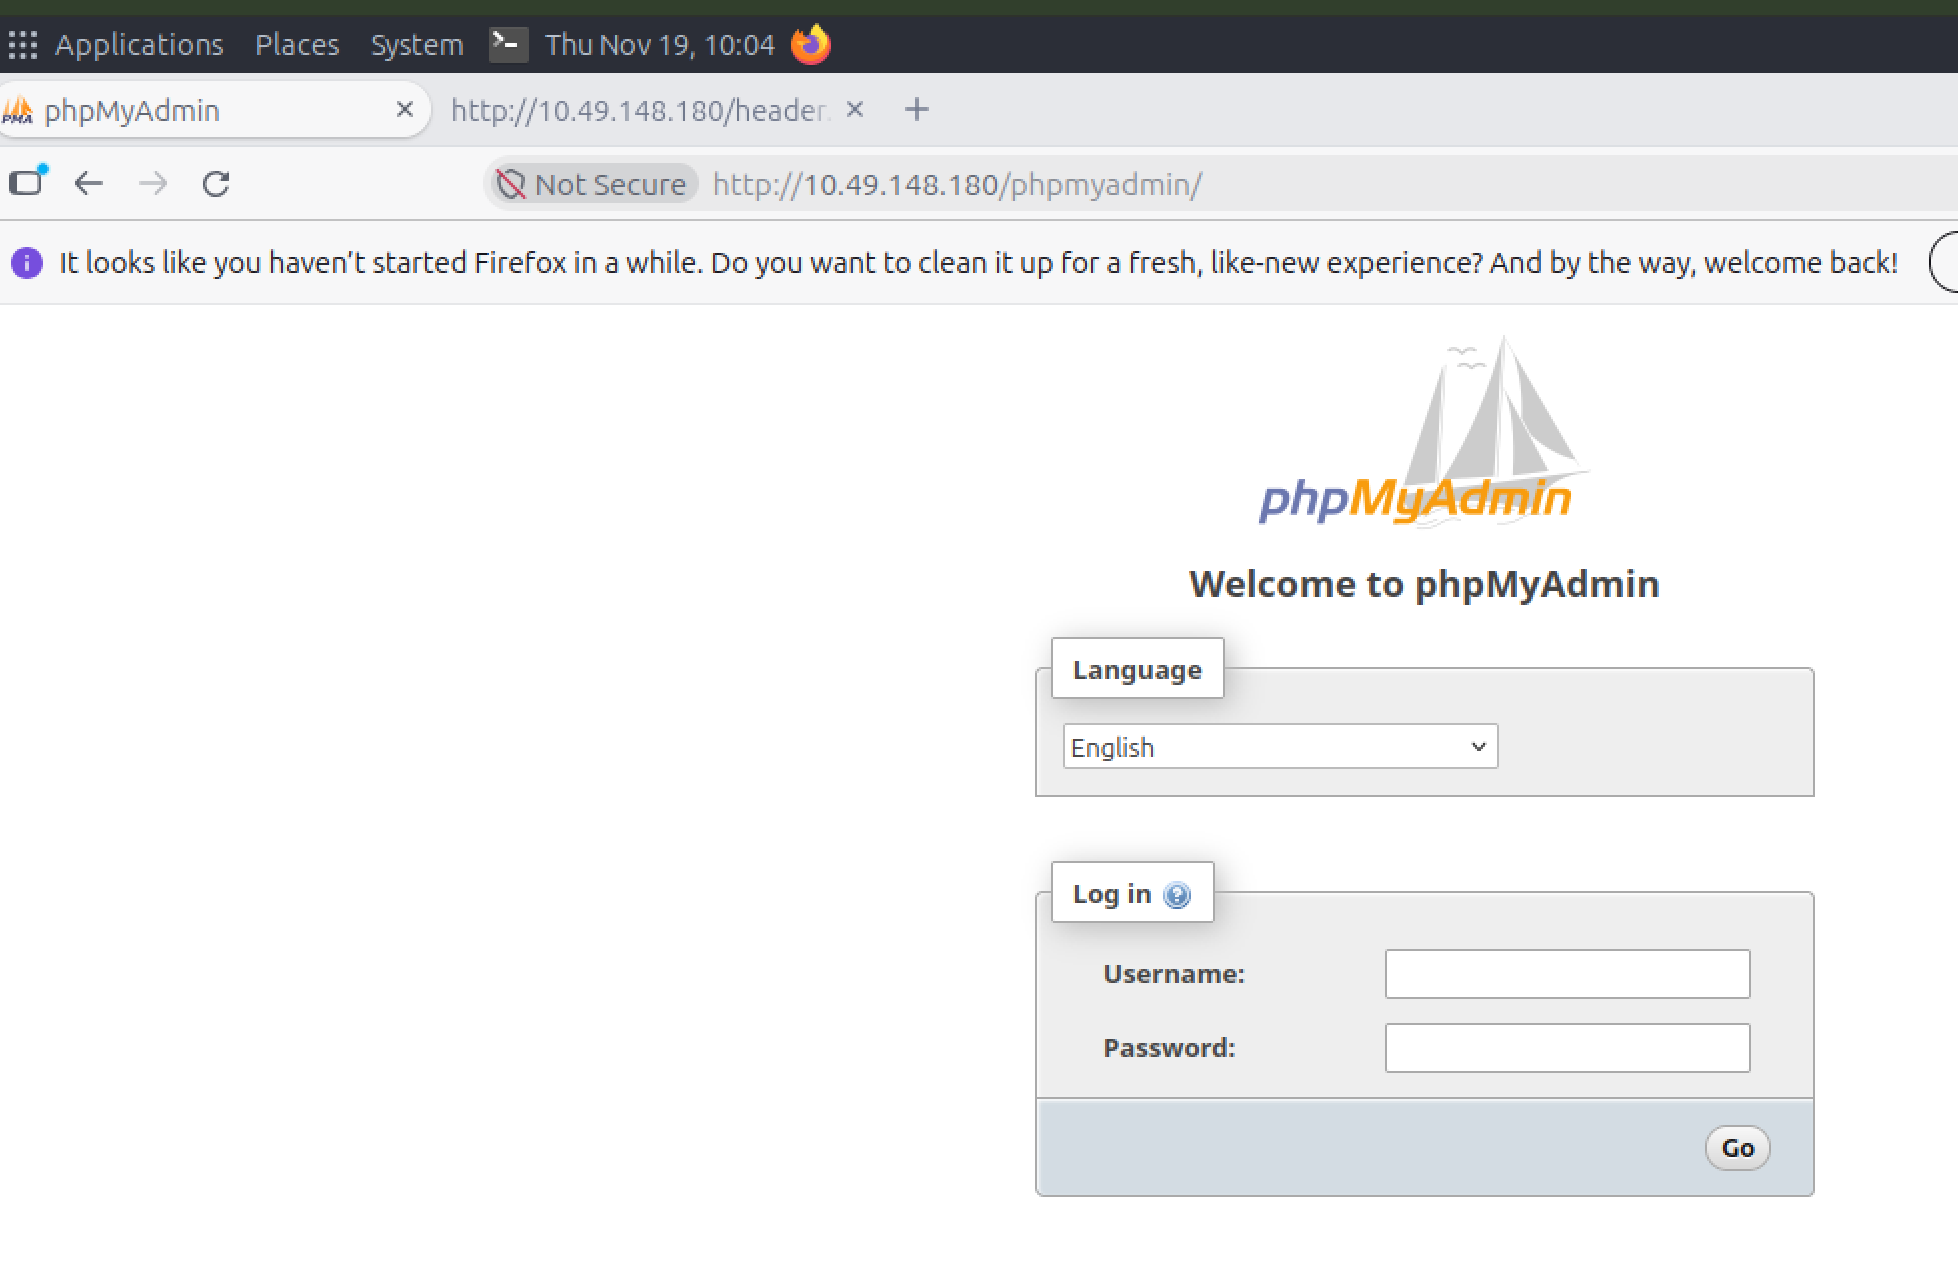 Applications Places System Thu Nov 19, 10:04
phpMyAdmin http://10.49.148.180/header.
Not Secure http://10.49.148.180/phpmyadmin/
It looks like you haven't started Firefox in a while. Do you want to clean it up for a fresh, like-new experience? And by the way, welcome back!
phpMyAdmin
Welcome to phpMyAdmin
Language
English
Log in
Username:
Password:
Go